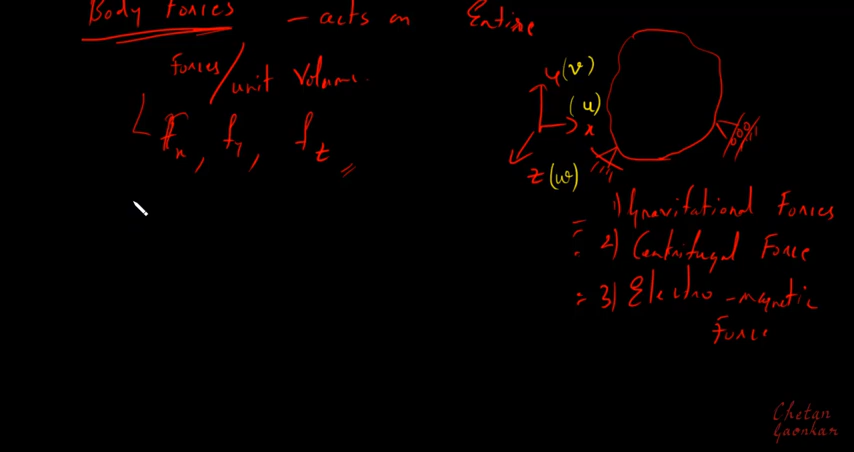 Body Forces - acts on Entire
Forces/unit Volume.
fx, fy, fz
y(v)
(u)
x
z(w)
1) Gravitational Forces
2) Centrifugal Force
3) Electro-magnetic
Force
Chetan
Gaonkar